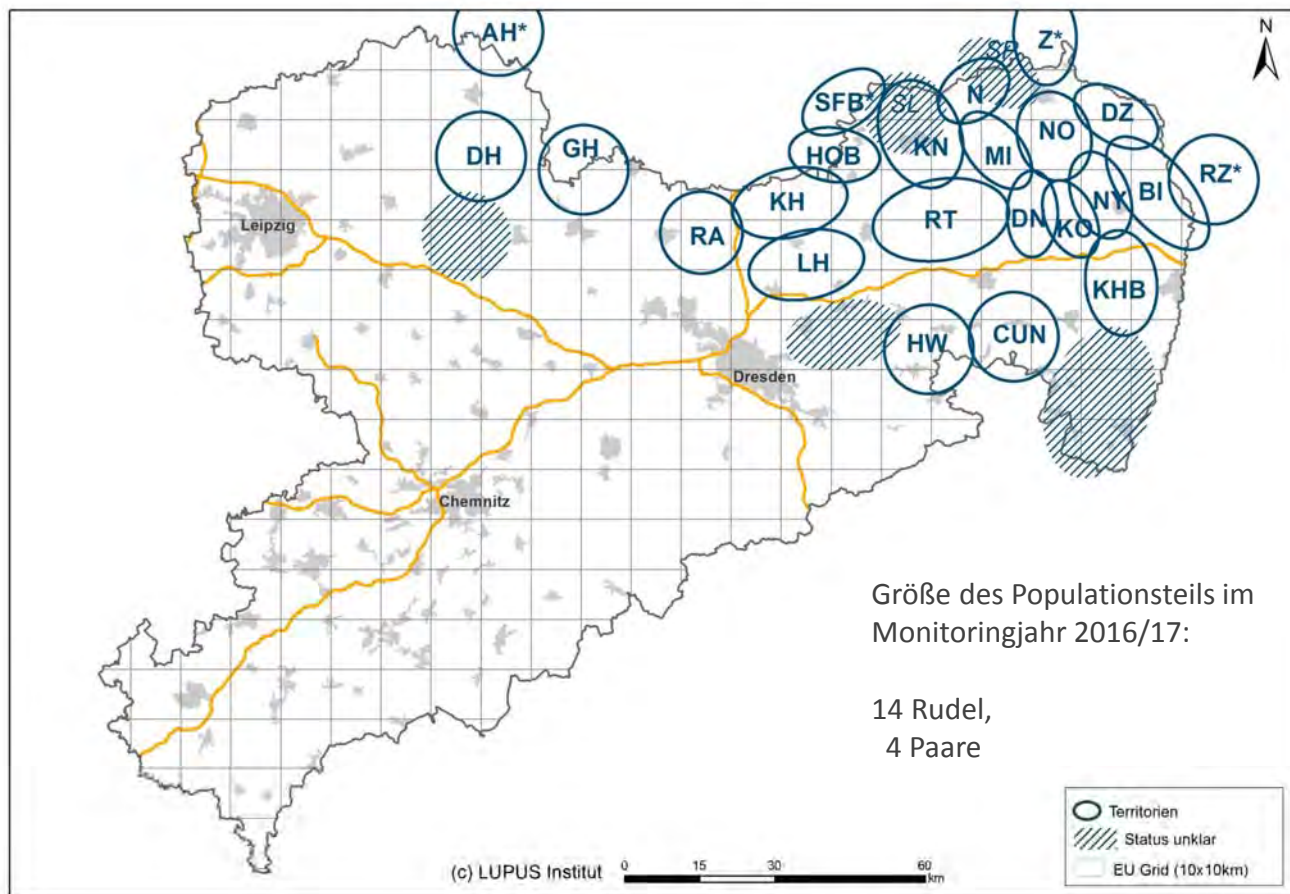 AH*
Z*
N
SP
SFB*
SL
N
DZ
NO
DH
GH
HOB
KN
MI
RZ*
BI
KH
NY
Leipzig
RA
RT
DN
KO
LH
KHB
HW
CUN
Dresden
Chemnitz
Größe des Populationsteils im
Monitoringjahr 2016/17:
14 Rudel,
4 Paare
Territorien
Status unklar
EU Grid (10x10km)
(c) LUPUS Institut
0 15 30 60
km